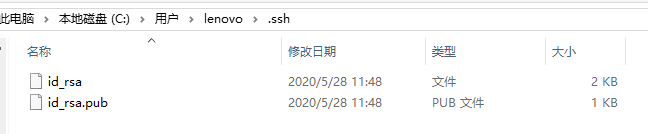 此电脑 > 本地磁盘 (C:) > 用户 > lenovo > .ssh
名称 修改日期 类型 大小
id_rsa 2020/5/28 11:48 文件 2 KB
id_rsa.pub 2020/5/28 11:48 PUB 文件 1 KB